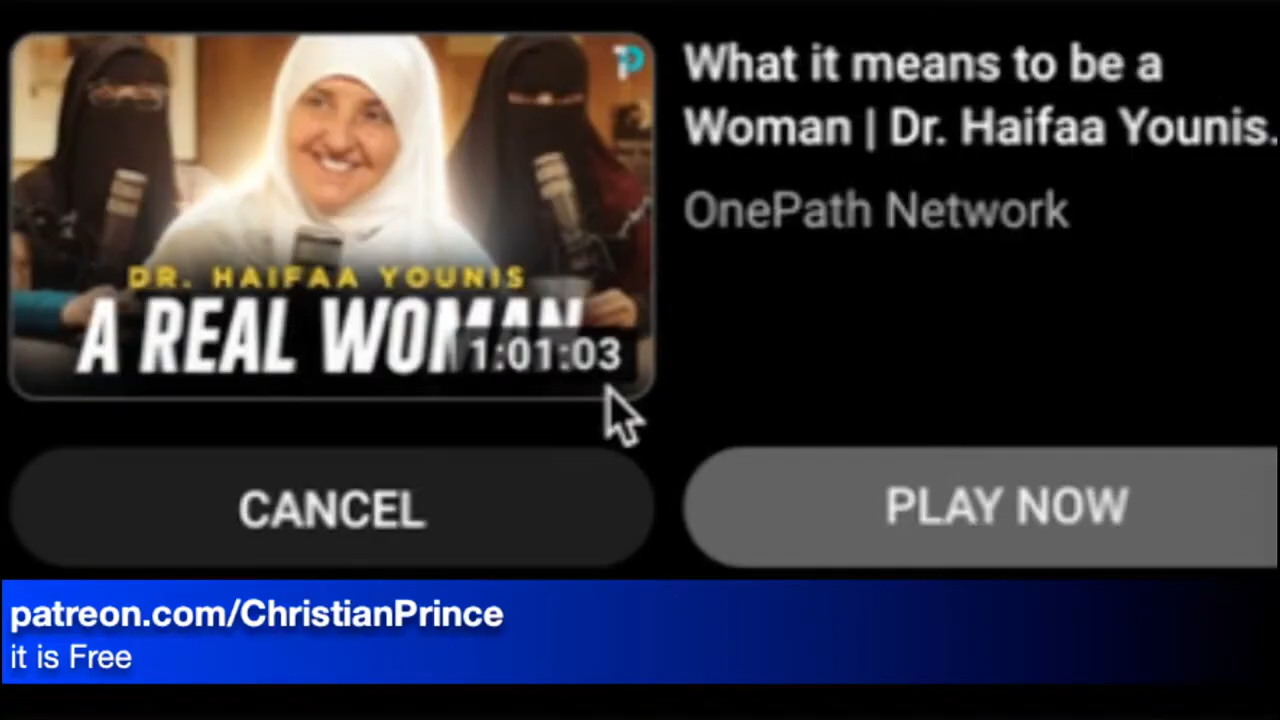 What it means to be a
Woman | Dr. Haifaa Younis.
OnePath Network
DR. HAIFAA YOUNIS
A REAL WOMAN
1:01:03
CANCEL
PLAY NOW
patreon.com/ChristianPrince
it is Free